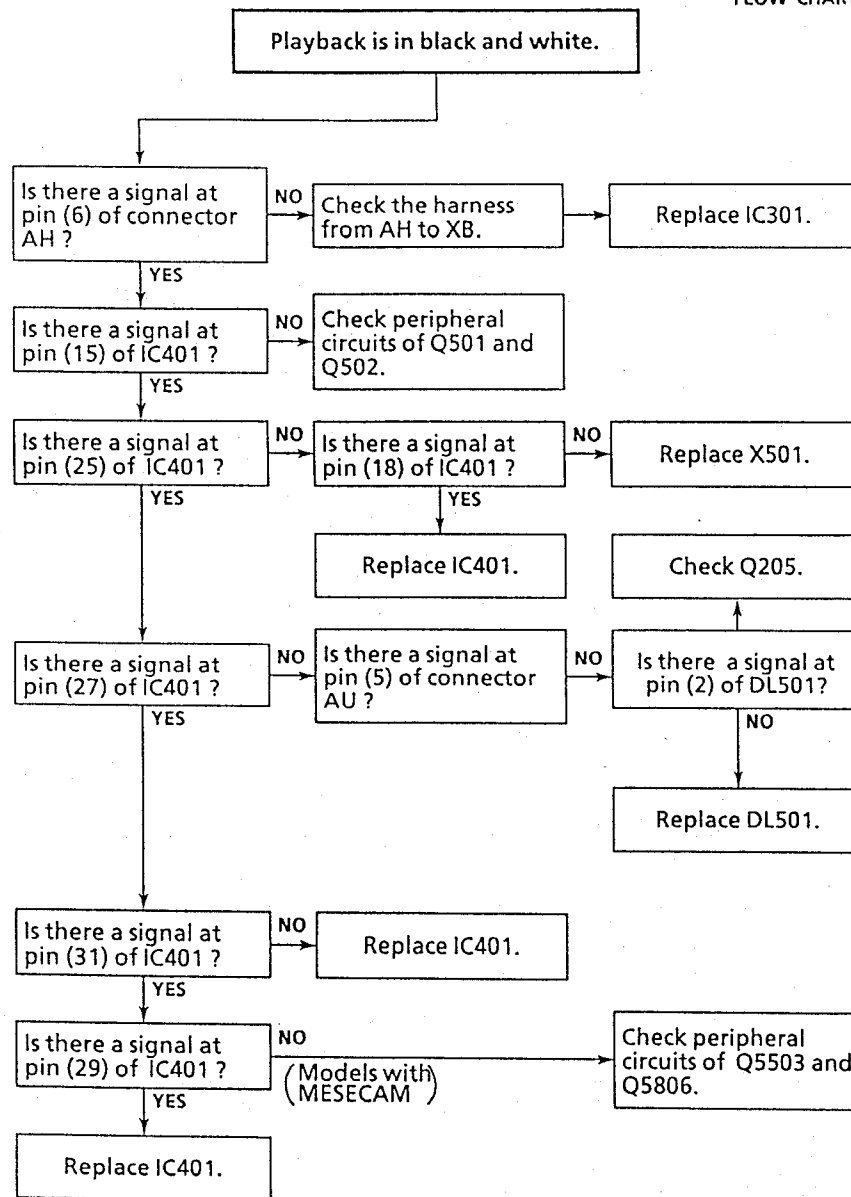 FLOW CHART
Playback is in black and white.
Is there a signal at
pin (6) of connector
AH ?
NO
Check the harness
from AH to XB.
Replace IC301.
YES
Is there a signal at
pin (15) of IC401 ?
NO
Check peripheral
circuits of Q501 and
Q502.
YES
Is there a signal at
pin (25) of IC401 ?
NO
Is there a signal at
pin (18) of IC401 ?
NO
Replace X501.
YES
YES
Replace IC401.
Check Q205.
Is there a signal at
pin (27) of IC401 ?
NO
Is there a signal at
pin (5) of connector
AU ?
NO
Is there a signal at
pin (2) of DL501?
YES
NO
Replace DL501.
Is there a signal at
pin (31) of IC401 ?
NO
Replace IC401.
YES
Is there a signal at
pin (29) of IC401 ?
NO
(Models with
MESECAM)
Check peripheral
circuits of Q5503 and
Q5806.
YES
Replace IC401.